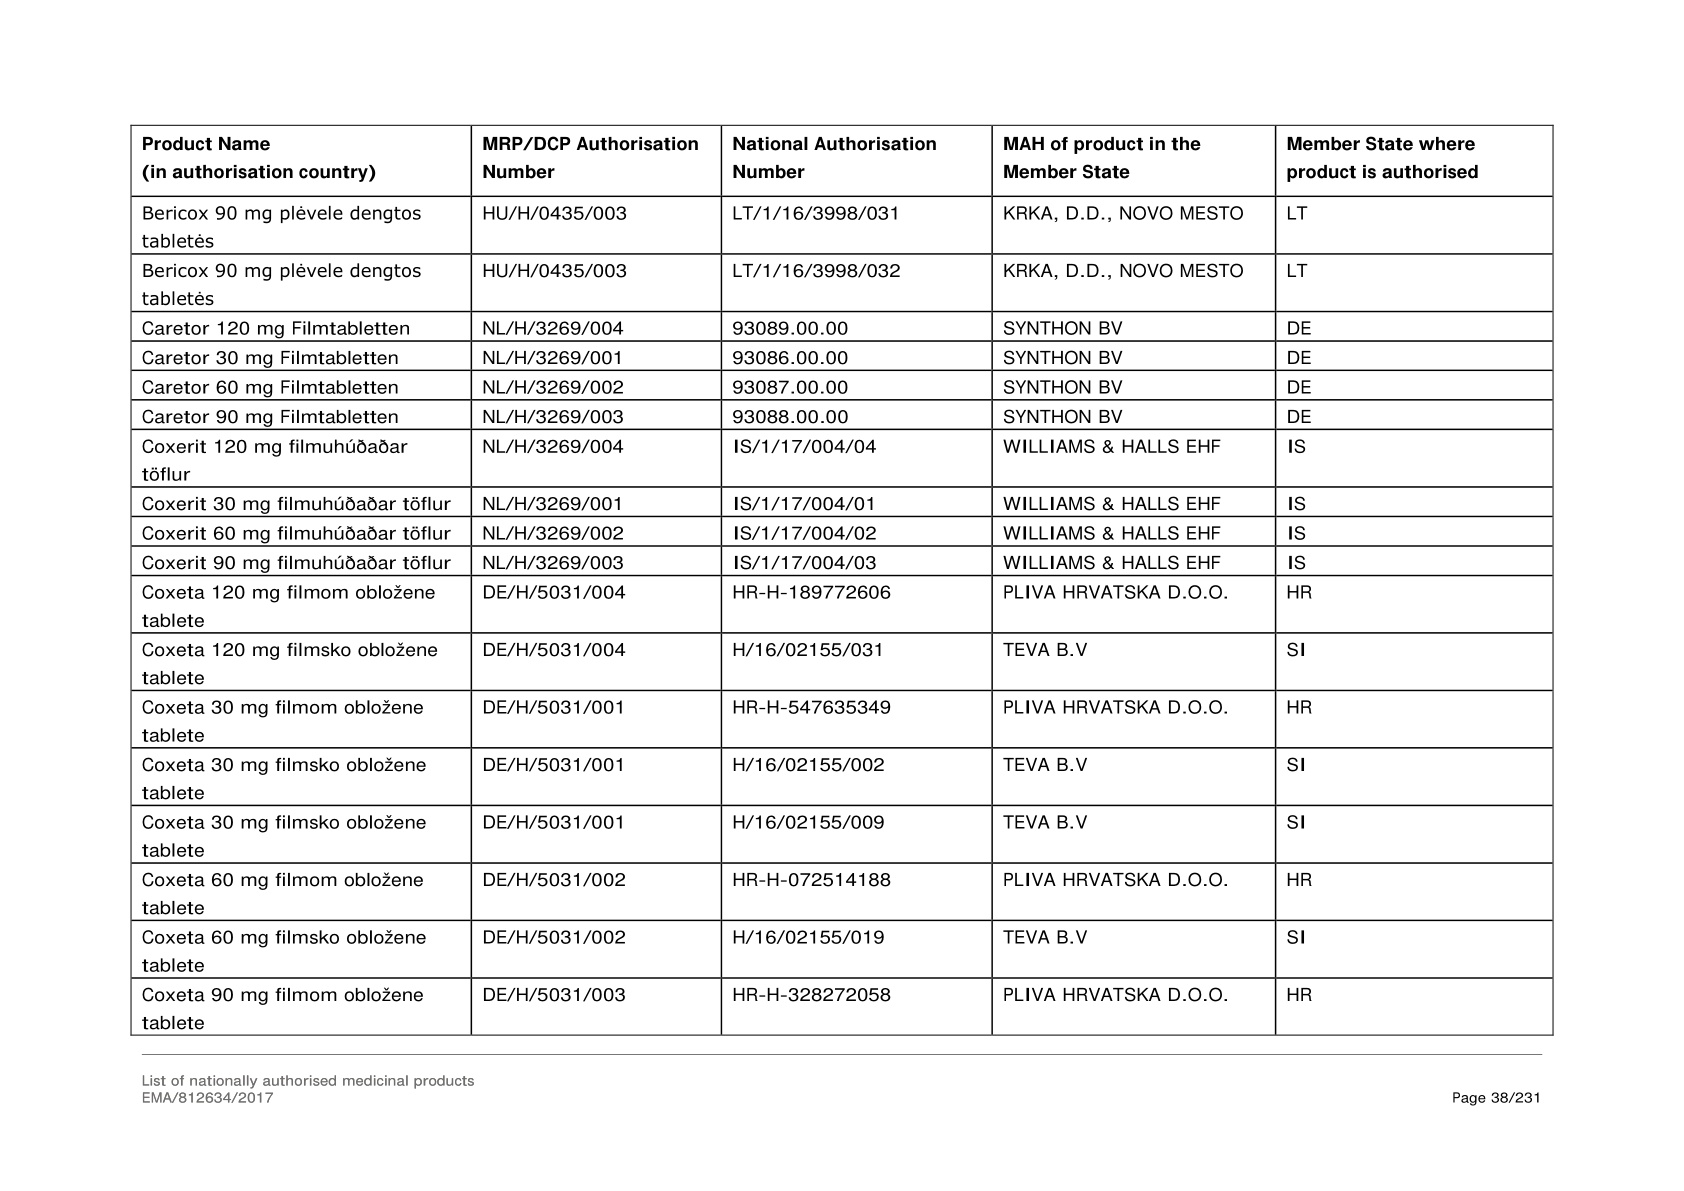 Product Name MRP/DCP Authorisation National Authorisation MAH of product in the Member State where
(in authorisation country) Number Number Member State product is authorised
Bericox 90 mg plėvele dengtos HU/H/0435/003 LT/1/16/3998/031 KRKA, D.D., NOVO MESTO LT
tabletės
Bericox 90 mg plėvele dengtos HU/H/0435/003 LT/1/16/3998/032 KRKA, D.D., NOVO MESTO LT
tabletės
Caretor 120 mg Filmtabletten NL/H/3269/004 93089.00.00 SYNTHON BV DE
Caretor 30 mg Filmtabletten NL/H/3269/001 93086.00.00 SYNTHON BV DE
Caretor 60 mg Filmtabletten NL/H/3269/002 93087.00.00 SYNTHON BV DE
Caretor 90 mg Filmtabletten NL/H/3269/003 93088.00.00 SYNTHON BV DE
Coxerit 120 mg filmuhúðaðar NL/H/3269/004 IS/1/17/004/04 WILLIAMS & HALLS EHF IS
töflur
Coxerit 30 mg filmuhúðaðar töflur NL/H/3269/001 IS/1/17/004/01 WILLIAMS & HALLS EHF IS
Coxerit 60 mg filmuhúðaðar töflur NL/H/3269/002 IS/1/17/004/02 WILLIAMS & HALLS EHF IS
Coxerit 90 mg filmuhúðaðar töflur NL/H/3269/003 IS/1/17/004/03 WILLIAMS & HALLS EHF IS
Coxeta 120 mg filmom obložene DE/H/5031/004 HR-H-189772606 PLIVA HRVATSKA D.O.O. HR
tablete
Coxeta 120 mg filmsko obložene DE/H/5031/004 H/16/02155/031 TEVA B.V SI
tablete
Coxeta 30 mg filmom obložene DE/H/5031/001 HR-H-547635349 PLIVA HRVATSKA D.O.O. HR
tablete
Coxeta 30 mg filmsko obložene DE/H/5031/001 H/16/02155/002 TEVA B.V SI
tablete
Coxeta 30 mg filmsko obložene DE/H/5031/001 H/16/02155/009 TEVA B.V SI
tablete
Coxeta 60 mg filmom obložene DE/H/5031/002 HR-H-072514188 PLIVA HRVATSKA D.O.O. HR
tablete
Coxeta 60 mg filmsko obložene DE/H/5031/002 H/16/02155/019 TEVA B.V SI
tablete
Coxeta 90 mg filmom obložene DE/H/5031/003 HR-H-328272058 PLIVA HRVATSKA D.O.O. HR
tablete
List of nationally authorised medicinal products
EMA/812634/2017 Page 38/231